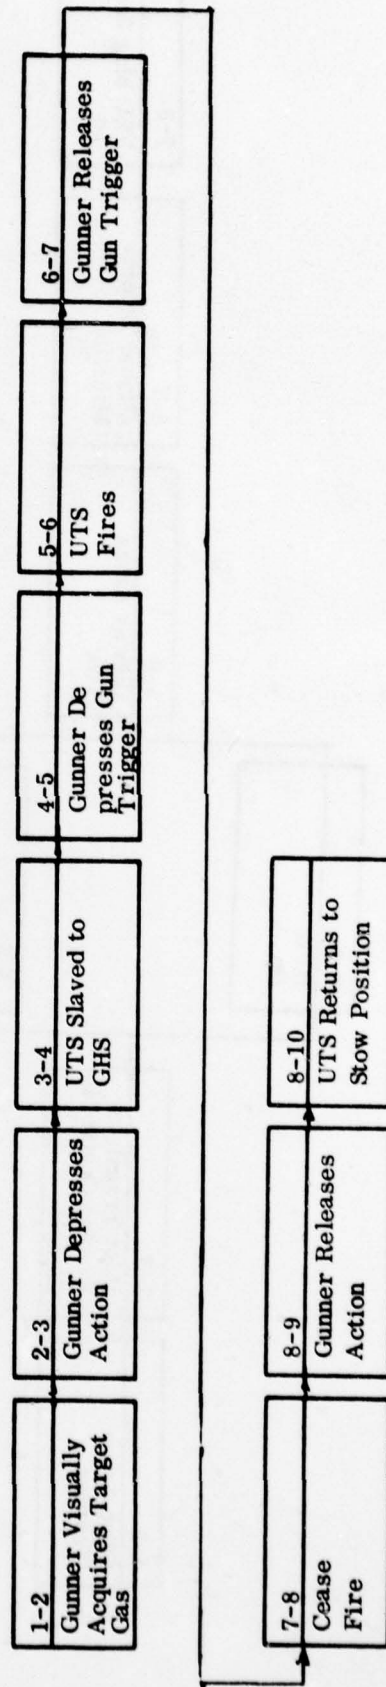 1-2
Gunner Visually
Acquires Target
Gas
2-3
Gunner Depresses
Action
3-4
UTS Slaved to
GHS
4-5
Gunner De
presses Gun
Trigger
5-6
UTS
Fires
6-7
Gunner Releases
Gun Trigger
7-8
Cease
Fire
8-9
Gunner Releases
Action
8-10
UTS Returns to
Stow Position